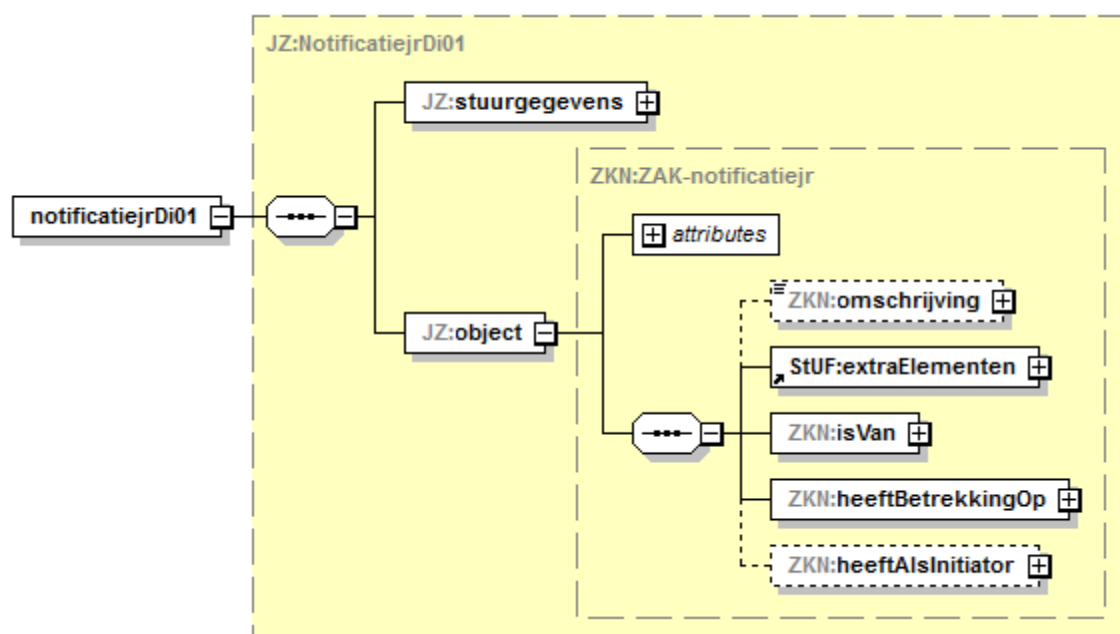 JZ:NotificatiejrDi01
JZ:stuurgegevens
ZKN:ZAK-notificatiejr
notificatiejrDi01
attributes
ZKN:omschrijving
JZ:object
StUF:extraElementen
ZKN:isVan
ZKN:heeftBetrekkingOp
ZKN:heeftAlsInitiator